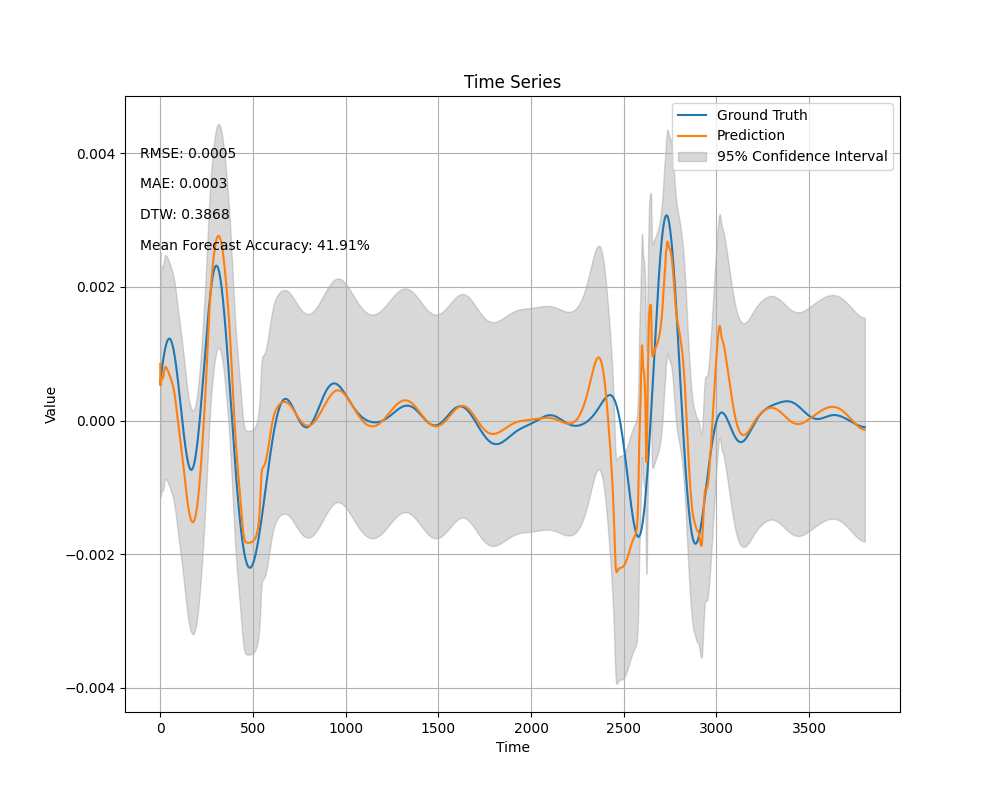 Time Series
Ground Truth
Prediction
95% Confidence Interval
RMSE: 0.0005
MAE: 0.0003
DTW: 0.3868
Mean Forecast Accuracy: 41.91%
Value
0.004
0.002
0.000
−0.002
−0.004
0 500 1000 1500 2000 2500 3000 3500
Time